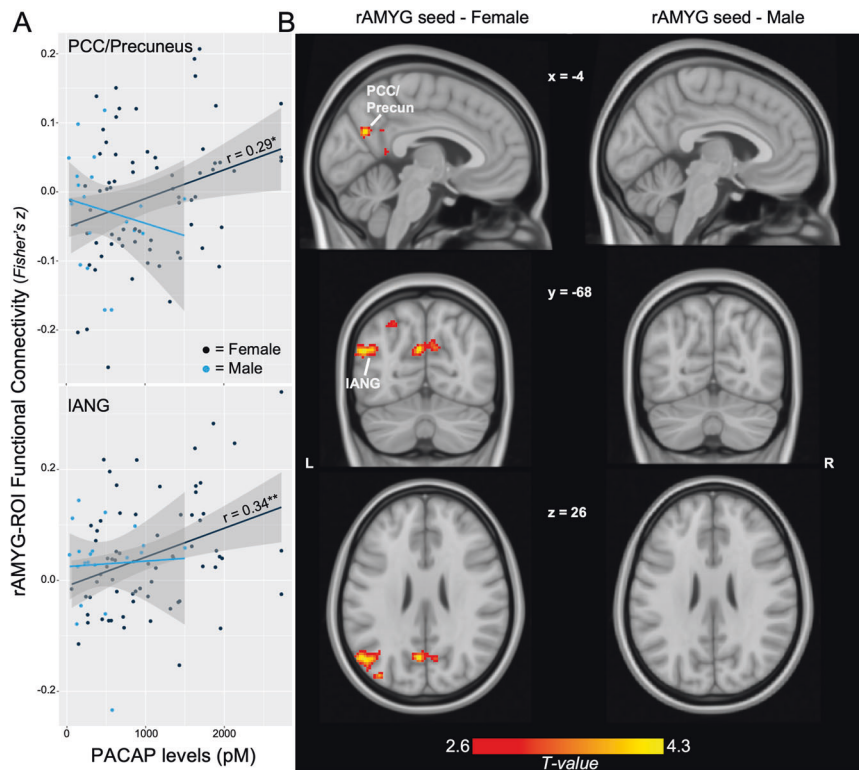 A
PCC/Precuneus
0.2
0.1
0.0
-0.1
-0.2
r = 0.29*
= Female
= Male
lANG
0.2
0.0
-0.2
r = 0.34**
0
1000
2000
PACAP levels (pM)
rAMYG-ROI Functional Connectivity (Fisher's z)
B
rAMYG seed - Female
rAMYG seed - Male
PCC/
Precun
x = -4
y = -68
lANG
L
R
z = 26
2.6
4.3
T-value